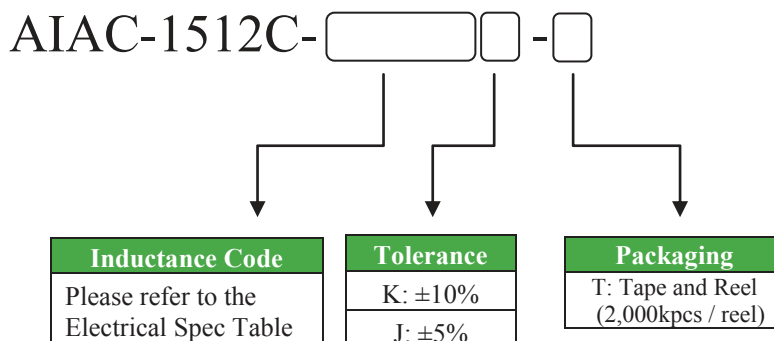 AIAC-1512C- -
Inductance Code
Please refer to the
Electrical Spec Table
Tolerance
K: ±10%
J: ±5%
Packaging
T: Tape and Reel
(2,000kpcs / reel)